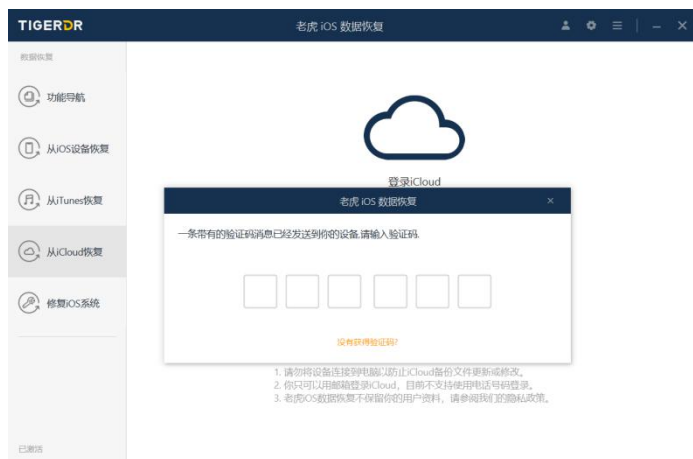 TIGERDR
老虎 iOS 数据恢复
数据恢复
功能导航
从iOS设备恢复
从iTunes恢复
从iCloud恢复
修复iOS系统
已激活
登录iCloud
老虎 iOS 数据恢复
一条带有的验证码消息已经发送到你的设备,请输入验证码.
没有获得验证码?
1. 请勿将设备连接到电脑以防止iCloud备份文件更新或修改。
2. 你只可以用邮箱登录iCloud，目前不支持使用电话号码登录。
3. 老虎iOS数据恢复不保留你的用户资料，请参阅我们的隐私政策。